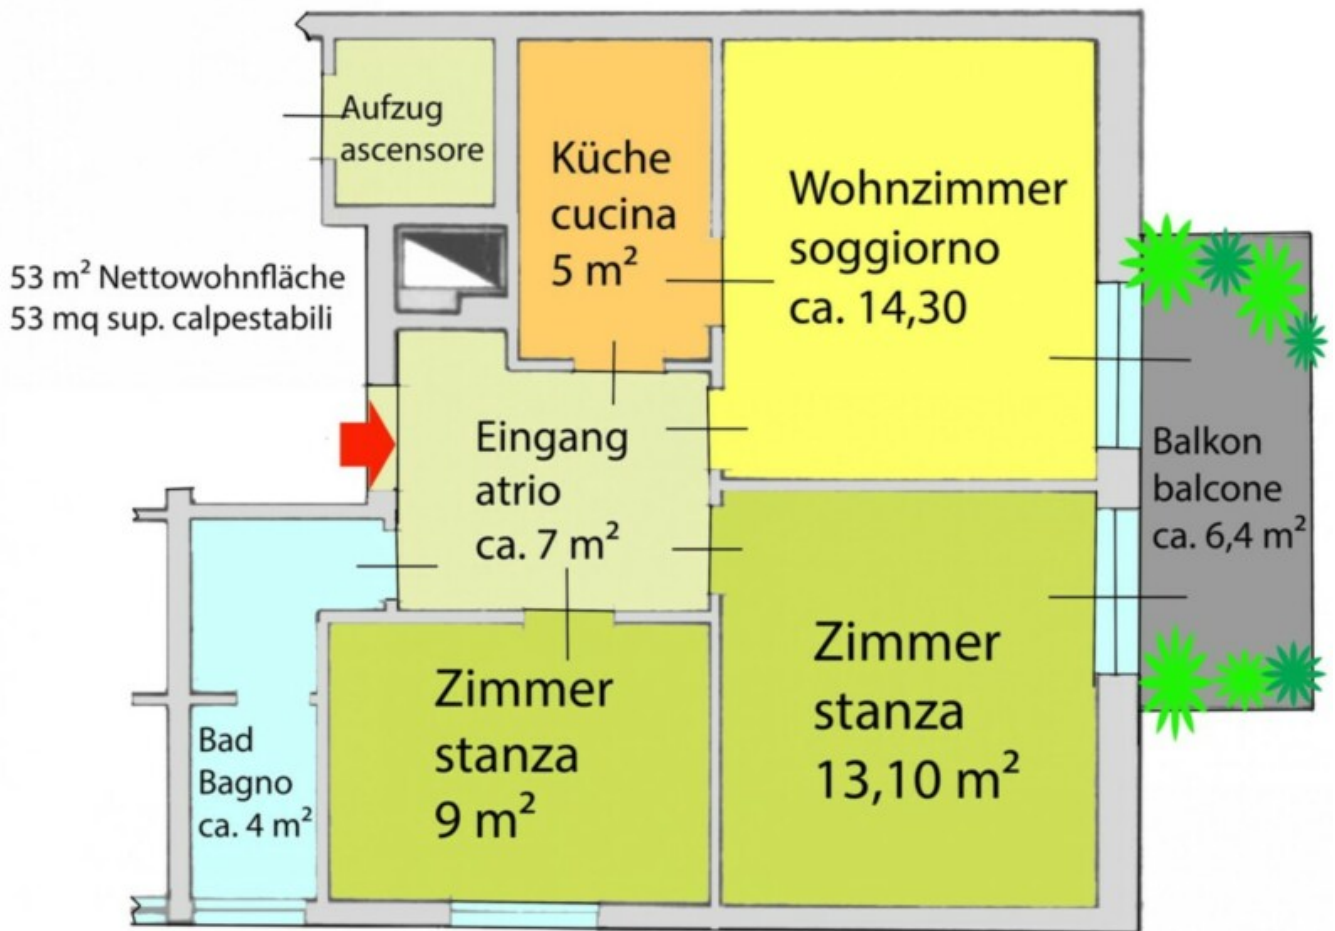 Aufzug
ascensore
Küche
cucina
5 m²
Wohnzimmer
soggiorno
ca. 14,30
53 m² Nettowohnfläche
53 mq sup. calpestabili
Eingang
atrio
ca. 7 m²
Balkon
balcone
ca. 6,4 m²
Zimmer
stanza
13,10 m²
Zimmer
stanza
9 m²
Bad
Bagno
ca. 4 m²